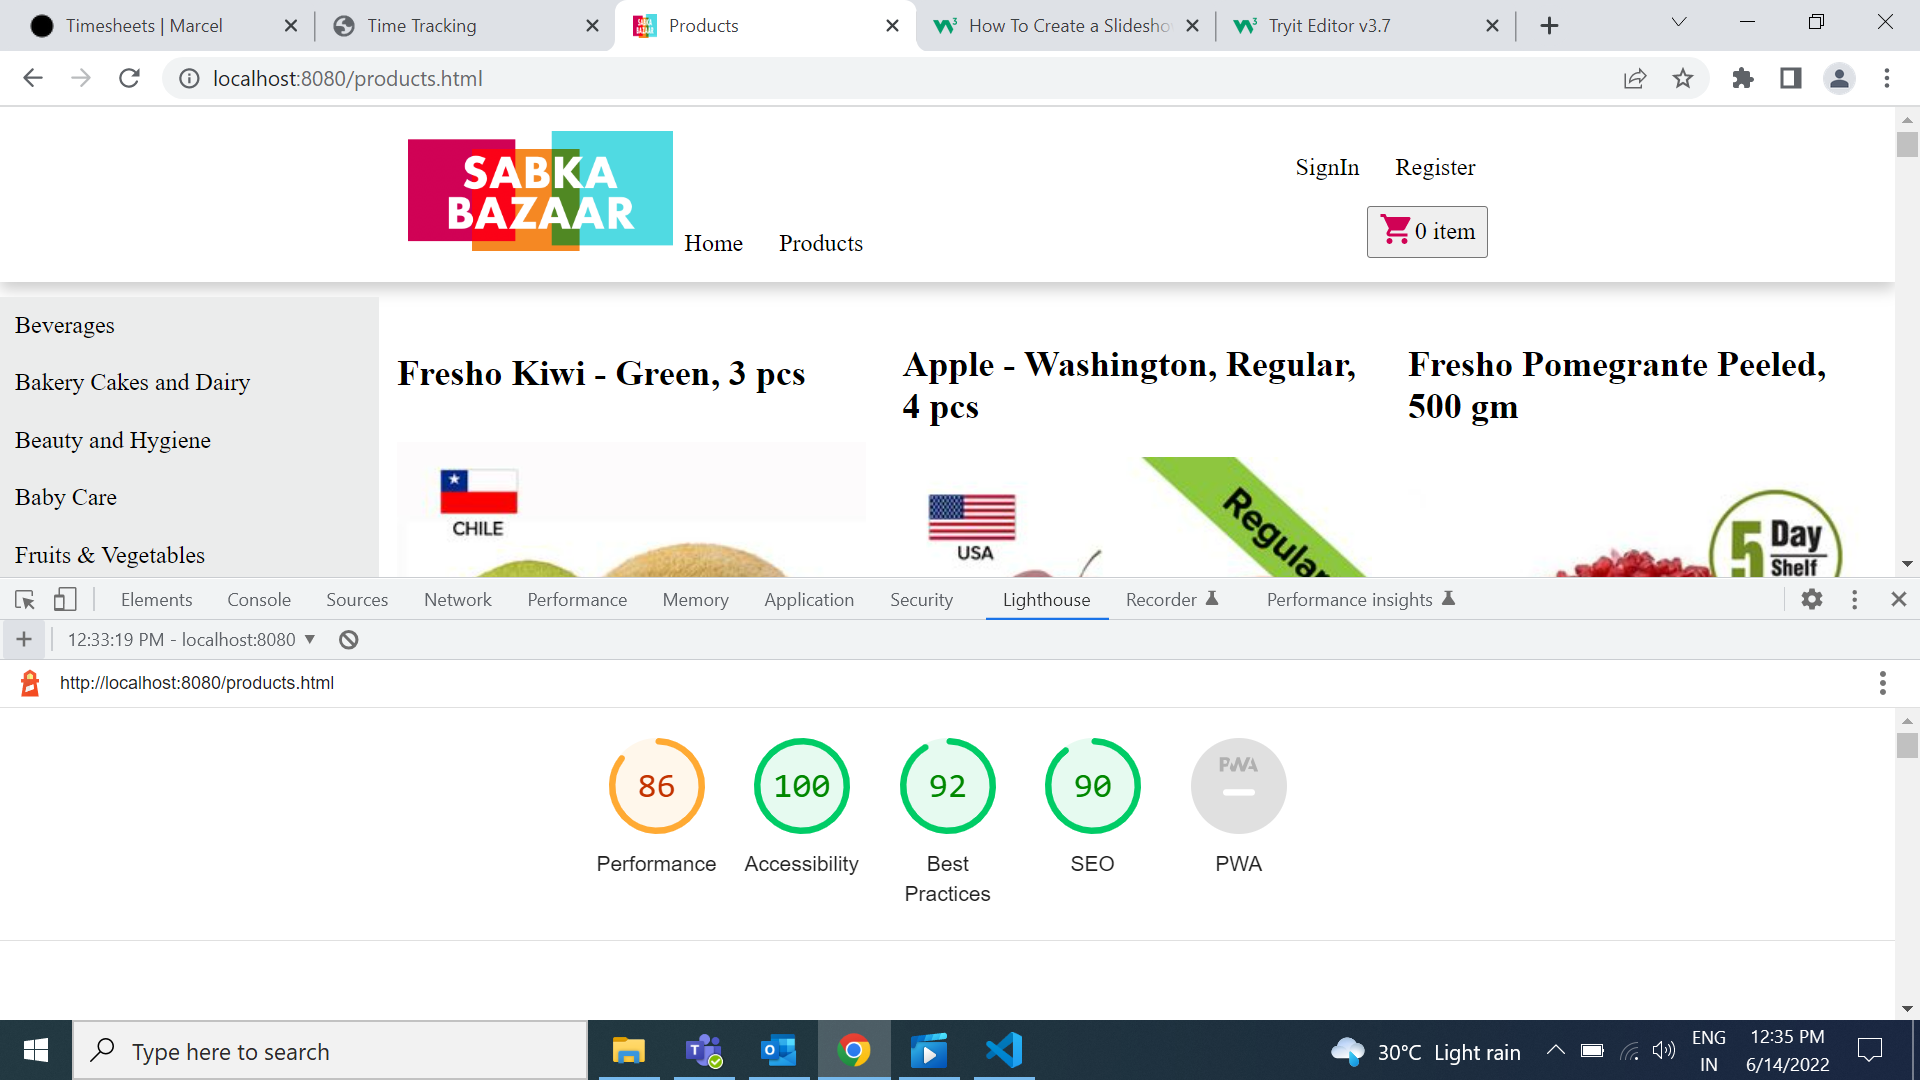 Timesheets | Marcel
Time Tracking
Products
How To Create a Slidesho
Tryit Editor v3.7
localhost:8080/products.html
SABKA
BAZAAR
Home
Products
SignIn
Register
0 item
Beverages
Bakery Cakes and Dairy
Beauty and Hygiene
Baby Care
Fruits & Vegetables
Fresho Kiwi - Green, 3 pcs
CHILE
Apple - Washington, Regular,
4 pcs
USA
Regular
Fresho Pomegrante Peeled,
500 gm
5 Day
Shelf
Elements
Console
Sources
Network
Performance
Memory
Application
Security
Lighthouse
Recorder
Performance insights
12:33:19 PM - localhost:8080
http://localhost:8080/products.html
86
100
92
90
PWA
Performance
Accessibility
Best
Practices
SEO
PWA
Type here to search
30°C Light rain
ENG
IN
12:35 PM
6/14/2022